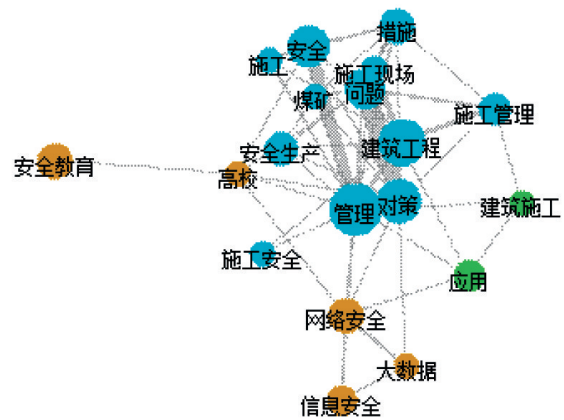 措施
安全
施工
施工现场
煤矿
问题
施工管理
建筑工程
安全生产
安全教育
高校
管理
对策
建筑施工
施工安全
应用
网络安全
大数据
信息安全